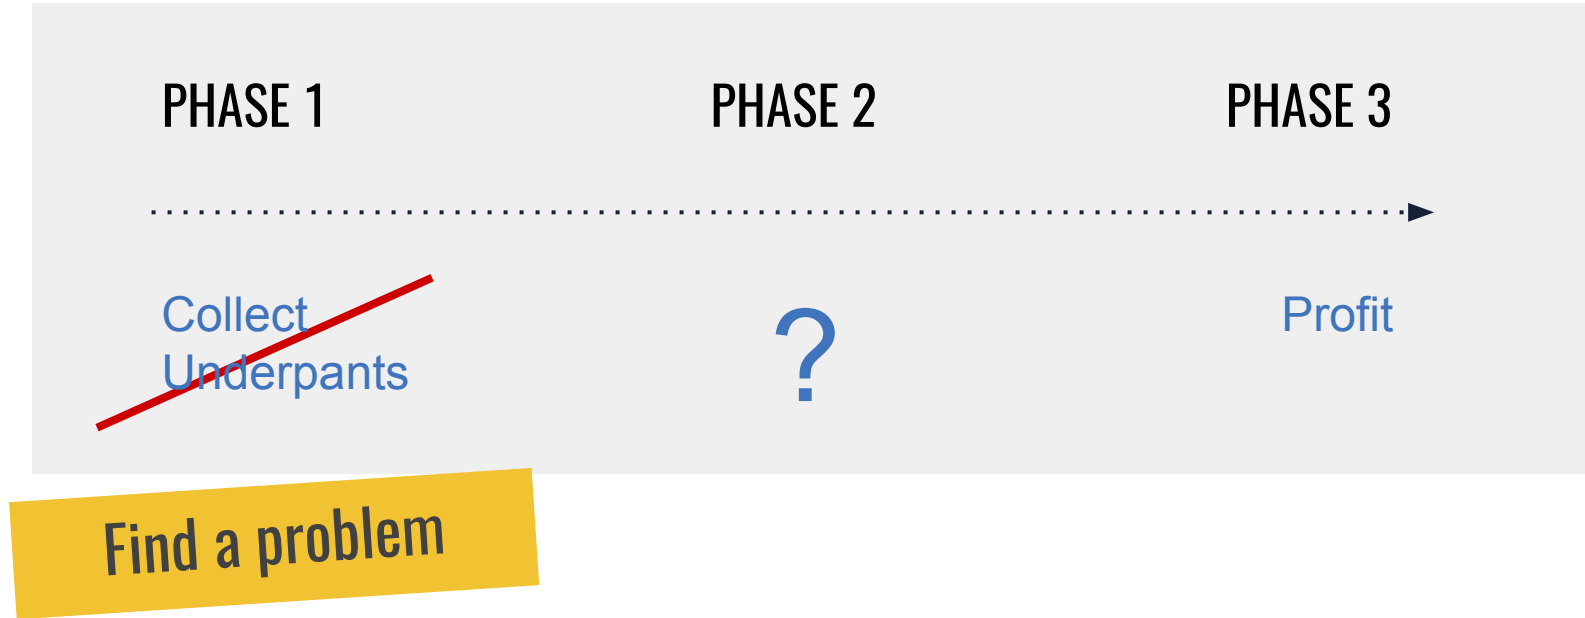 PHASE 1
PHASE 2
PHASE 3
Collect
Underpants
?
Profit
Find a problem